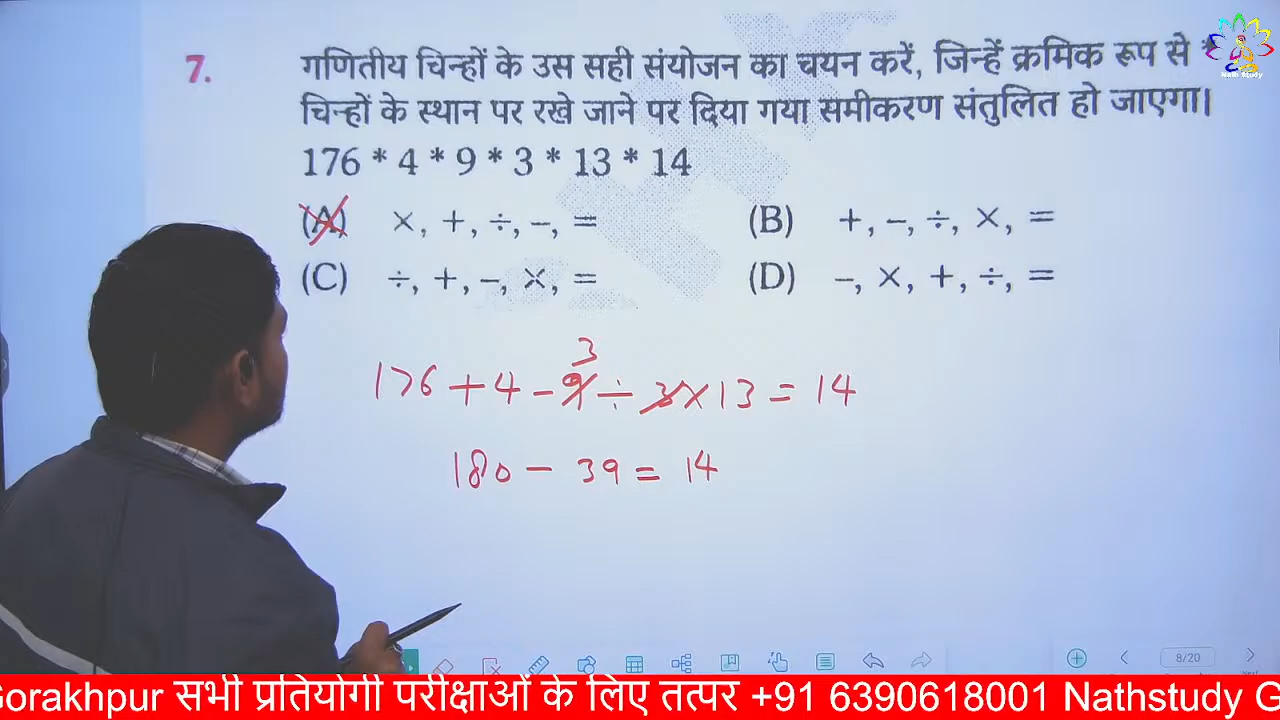 7. गणितीय चिन्हों के उस सही संयोजन का चयन करें, जिन्हें क्रमिक रूप से *
चिन्हों के स्थान पर रखे जाने पर दिया गया समीकरण संतुलित हो जाएगा।
176 * 4 * 9 * 3 * 13 * 14
(A) ×, +, ÷, –, = (B) +, –, ÷, ×, =
(C) ÷, +, –, ×, = (D) –, ×, +, ÷, =
3
176 + 4 - 9 ÷ 3 × 13 = 14
180 - 39 = 14
Nath Study
8/20
Gorakhpur सभी प्रतियोगी परीक्षाओं के लिए तत्पर +91 6390618001 Nathstudy G